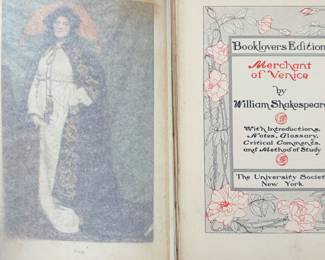 Booklovers Edition
Merchant
of Venice
by
William Shakespeare
With Introductions,
Notes, Glossary,
Critical Comments,
and Method of Study
The University Society
New York